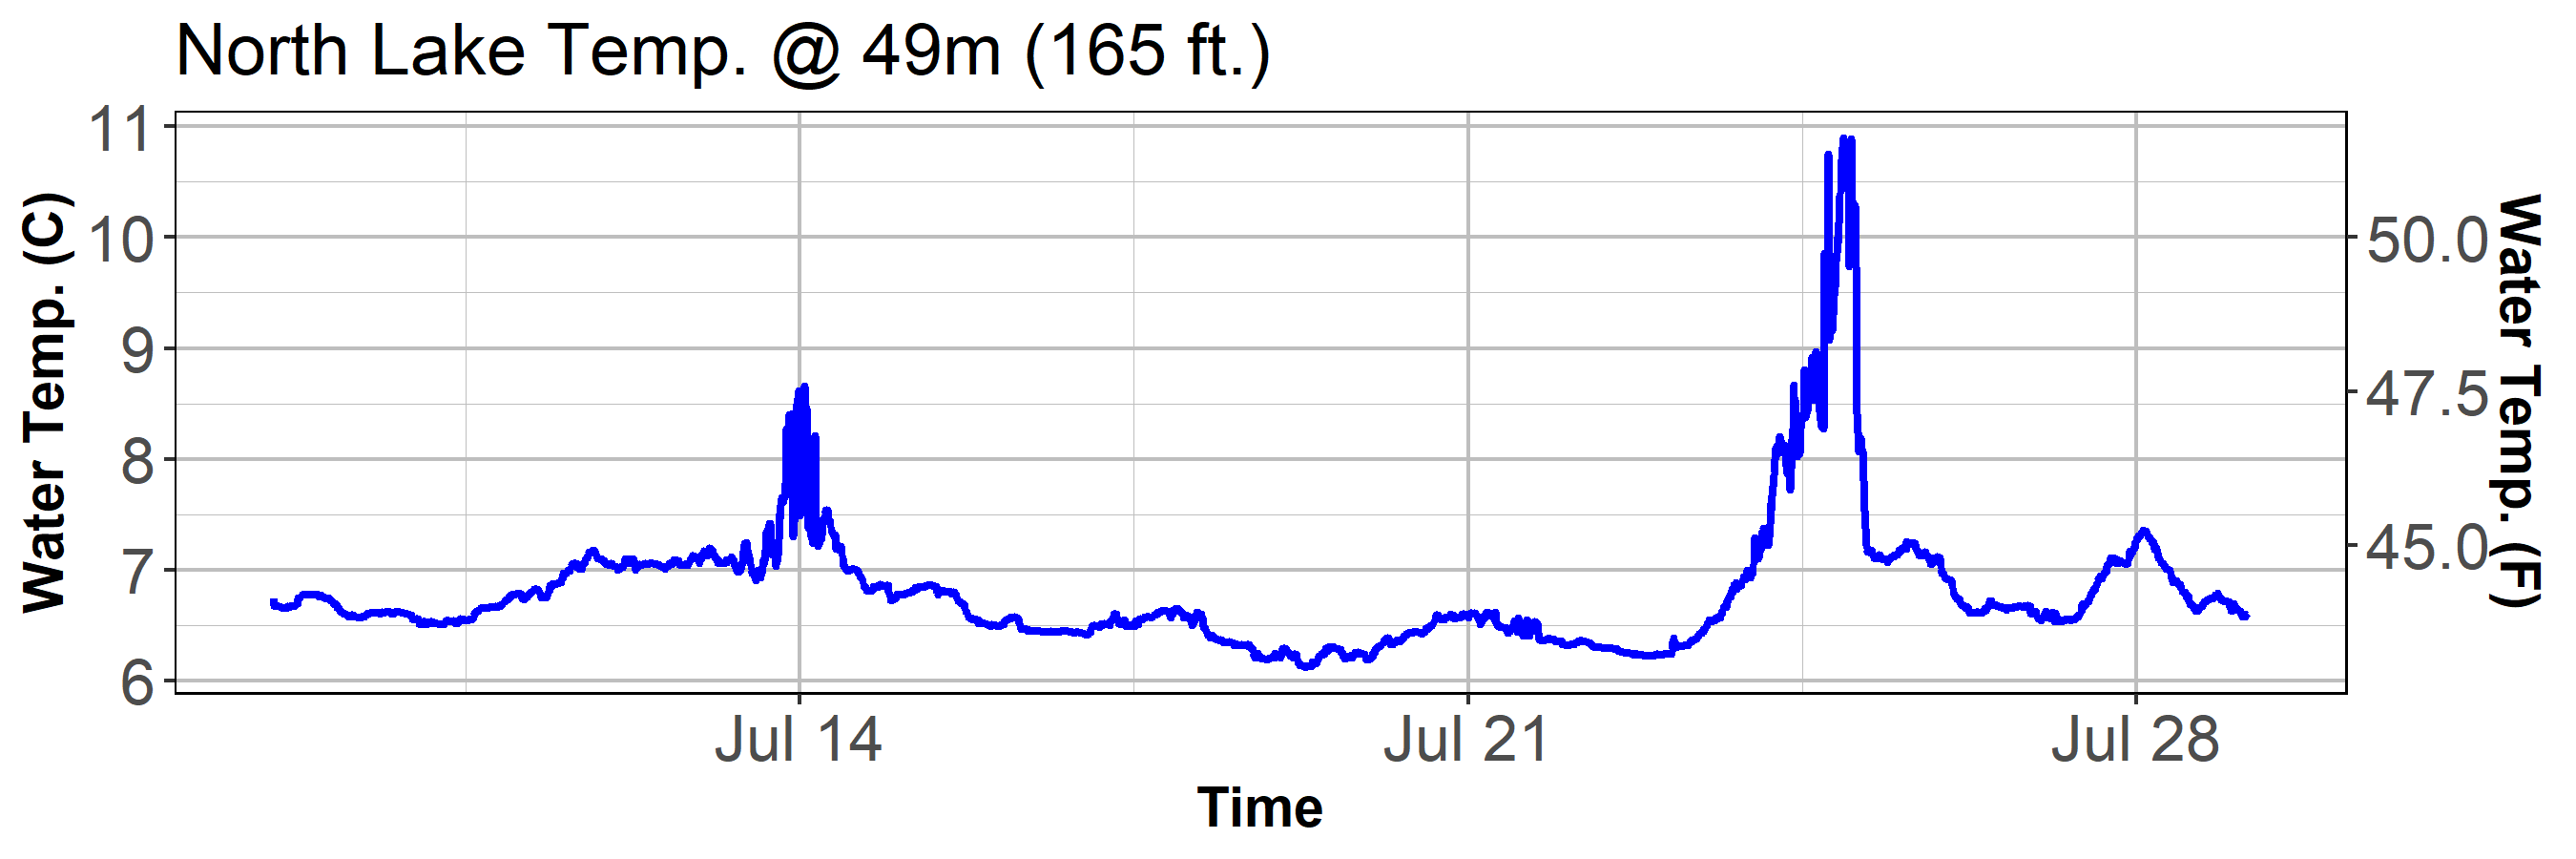 North Lake Temp. @ 49m (165 ft.)
Water Temp. (C)
11
10
9
8
7
6
50.0
47.5
45.0
Water Temp. (F)
Jul 14
Jul 21
Jul 28
Time